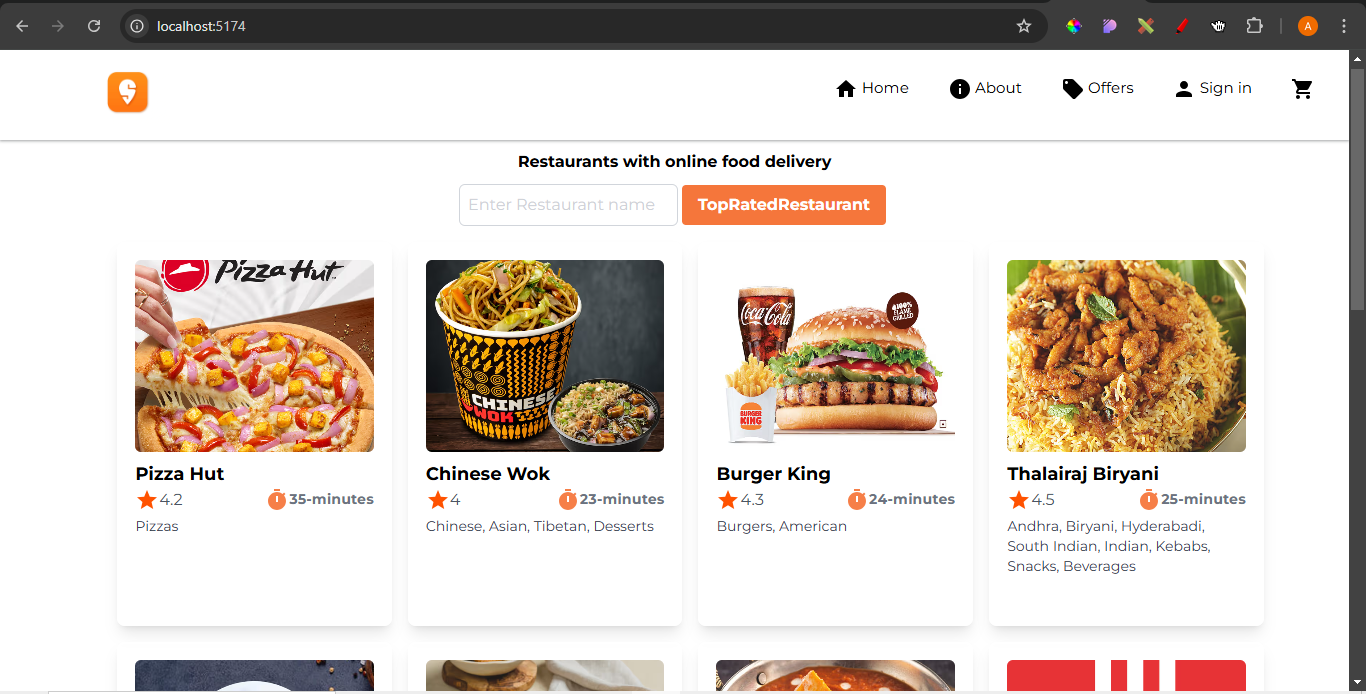 localhost:5174
A
Home
About
Offers
Sign in
Restaurants with online food delivery
Enter Restaurant name
TopRatedRestaurant
Pizza Hut
CHINESE
WOK
Coca-Cola
100%
FLAME
GRILLED
BURGER
KING
Pizza Hut
4.2
35-minutes
Pizzas
Chinese Wok
4
23-minutes
Chinese, Asian, Tibetan, Desserts
Burger King
4.3
24-minutes
Burgers, American
Thalairaj Biryani
4.5
25-minutes
Andhra, Biryani, Hyderabadi,
South Indian, Indian, Kebabs,
Snacks, Beverages